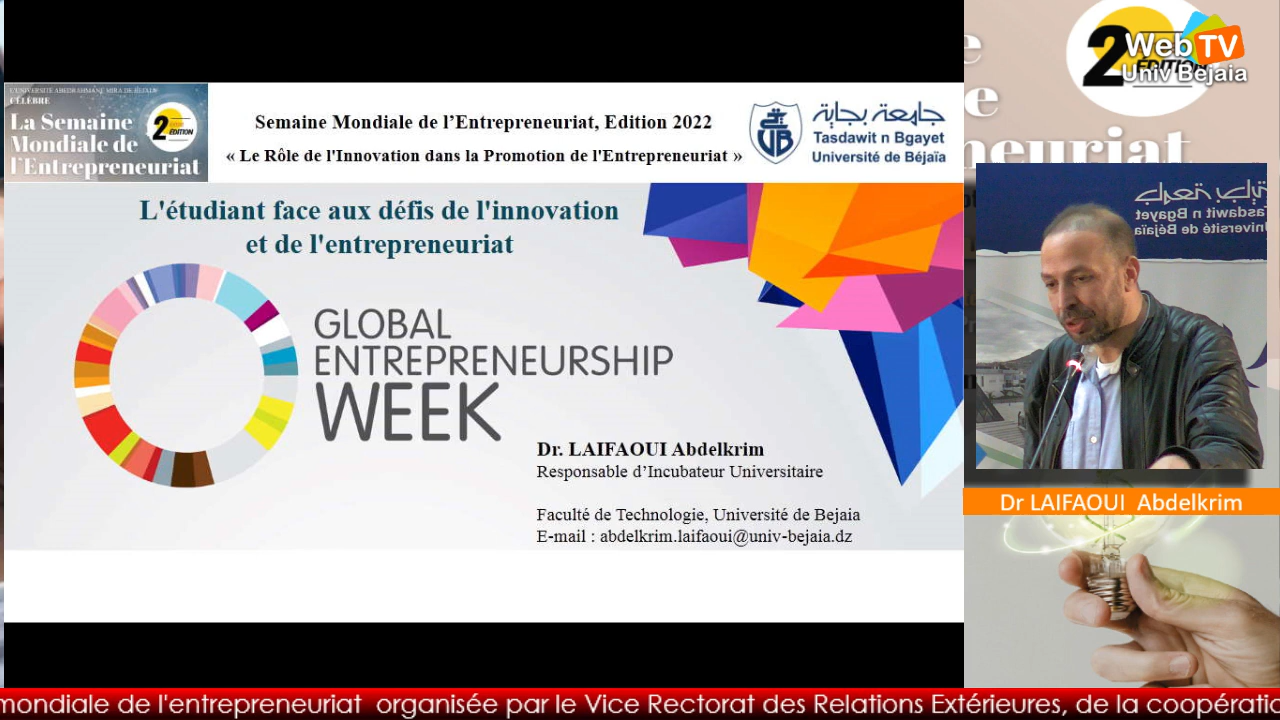 L'UNIVERSITÉ ABDERRAHMANE MIRA DE BÉJAÏA
CÉLÈBRE
La Semaine
Mondiale de
l'Entrepreneuriat
2
ÉDITION
Semaine Mondiale de l'Entrepreneuriat, Edition 2022
« Le Rôle de l'Innovation dans la Promotion de l'Entrepreneuriat »
جامعة بجاية
Tasdawit n Bgayet
Université de Béjaïa
L'étudiant face aux défis de l'innovation
et de l'entrepreneuriat
GLOBAL
ENTREPRENEURSHIP
WEEK
Dr. LAIFAOUI Abdelkrim
Responsable d'Incubateur Universitaire
Faculté de Technologie, Université de Bejaia
E-mail : abdelkrim.laifaoui@univ-bejaia.dz
2
ÉDITION
Web TV
Univ Bejaia
neuriat
Tasdawit n Bgayet
Université de Béjaïa
Dr LAIFAOUI Abdelkrim
mondiale de l'entrepreneuriat organisée par le Vice Rectorat des Relations Extérieures, de la coopératio